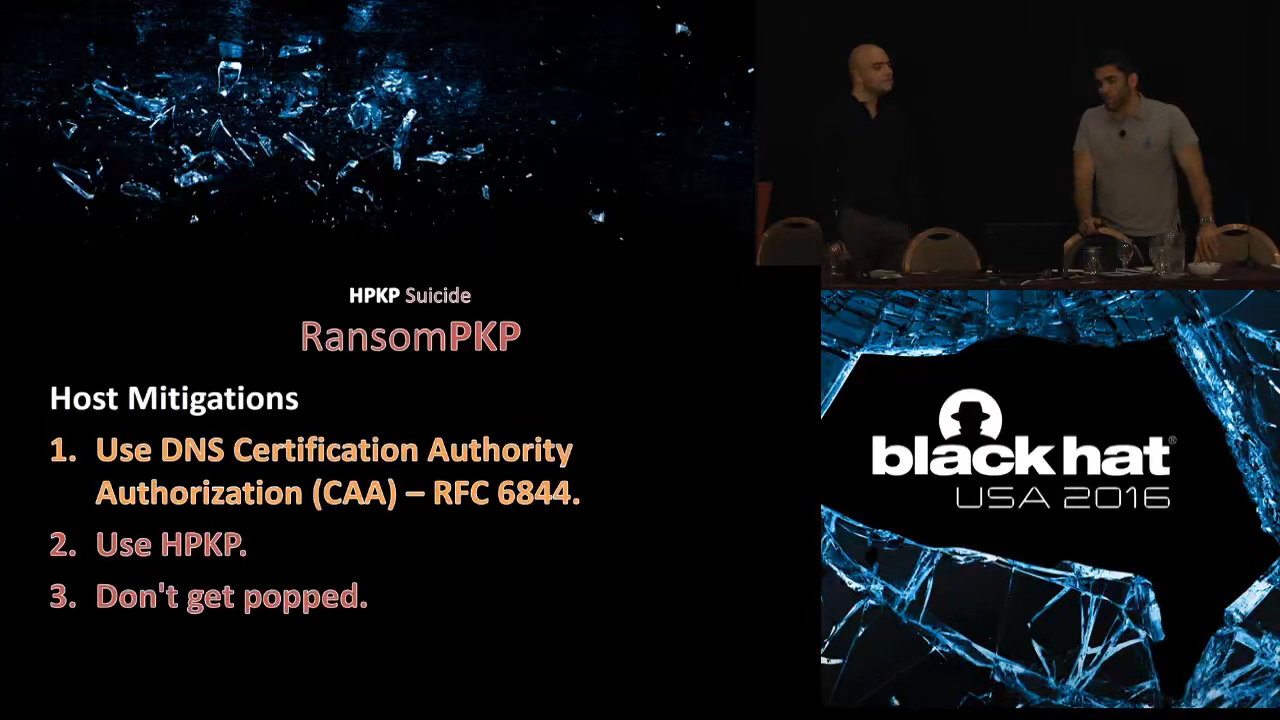 HPKP Suicide
RansomPKP
Host Mitigations
1. Use DNS Certification Authority
Authorization (CAA) – RFC 6844.
2. Use HPKP.
3. Don't get popped.
black hat®
USA 2016